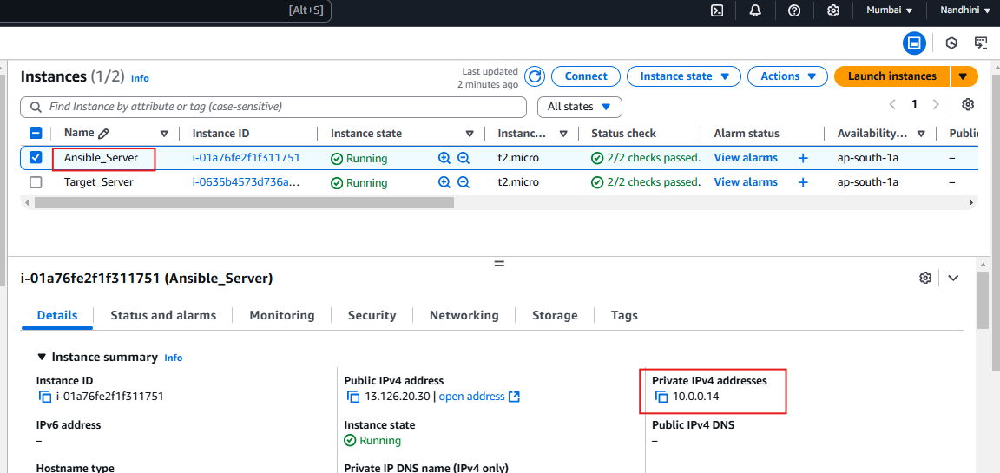 [Alt+S] Mumbai Nandhini
Instances (1/2) Info Last updated 2 minutes ago Connect Instance state Actions Launch instances
Find Instance by attribute or tag (case-sensitive) All states 1
Name Instance ID Instance state Instanc... Status check Alarm status Availability... Public
Ansible_Server i-01a76fe2f1f311751 Running t2.micro 2/2 checks passed. View alarms + ap-south-1a –
Target_Server i-0635b4573d736a... Running t2.micro 2/2 checks passed. View alarms + ap-south-1a –
i-01a76fe2f1f311751 (Ansible_Server)
Details Status and alarms Monitoring Security Networking Storage Tags
Instance summary Info
Instance ID Public IPv4 address Private IPv4 addresses
i-01a76fe2f1f311751 13.126.20.30 | open address 10.0.0.14
IPv6 address Instance state Public IPv4 DNS
– Running –
Hostname type Private IP DNS name (IPv4 only)